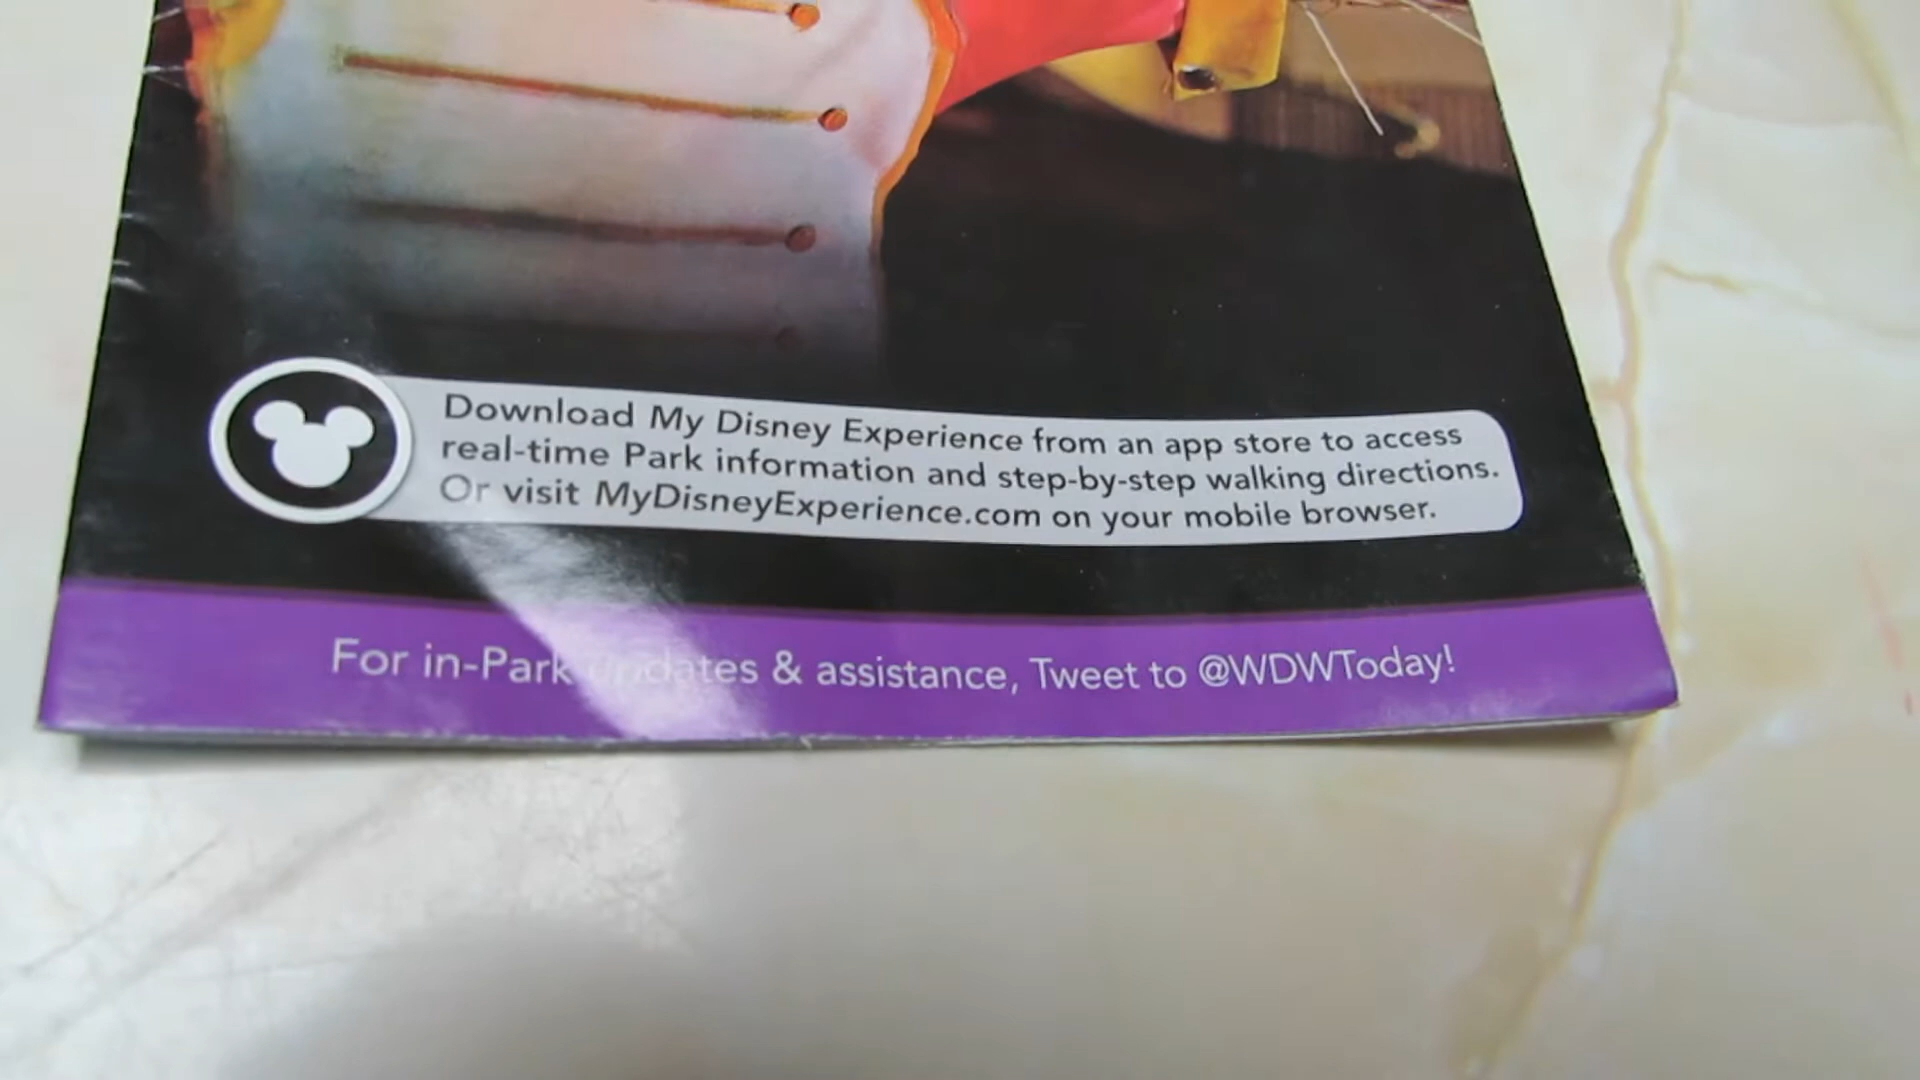 Download My Disney Experience from an app store to access
real-time Park information and step-by-step walking directions.
Or visit MyDisneyExperience.com on your mobile browser.
For in-Park updates & assistance, Tweet to @WDWToday!